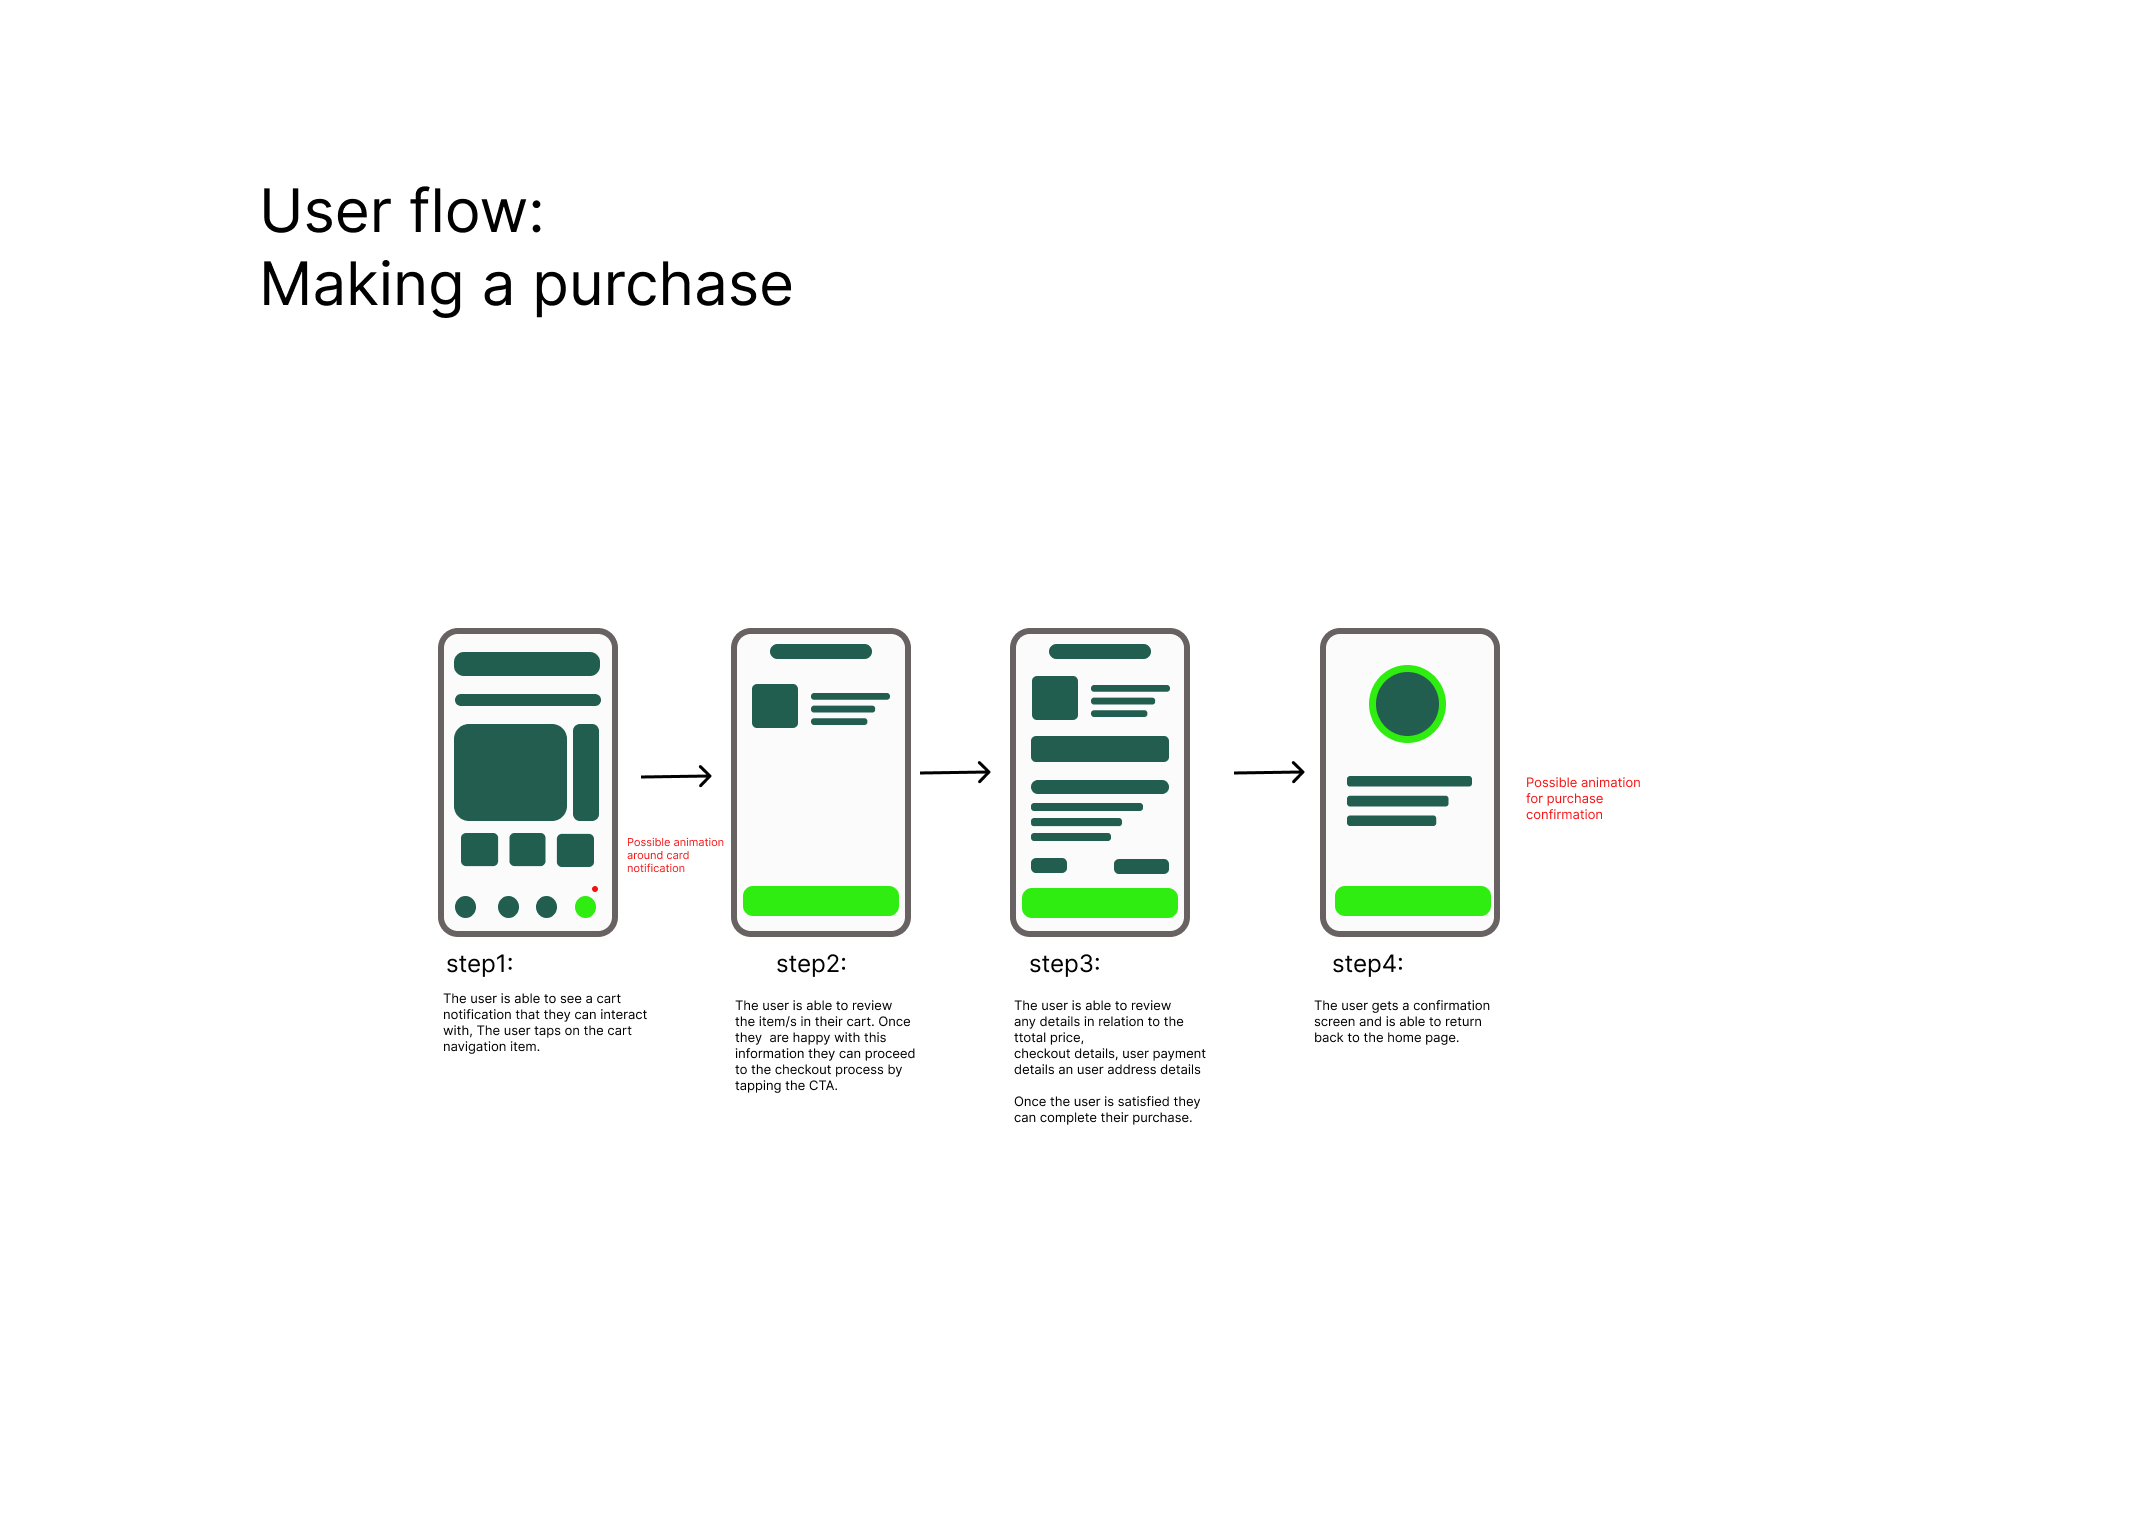 User flow:
Making a purchase
Possible animation
around card
notification
Possible animation
for purchase
confirmation
step1:
The user is able to see a cart
notification that they can interact
with, The user taps on the cart
navigation item.
step2:
The user is able to review
the item/s in their cart. Once
they  are happy with this
information they can proceed
to the checkout process by
tapping the CTA.
step3:
The user is able to review
any details in relation to the
ttotal price,
checkout details, user payment
details an user address details
Once the user is satisfied they
can complete their purchase.
step4:
The user gets a confirmation
screen and is able to return
back to the home page.